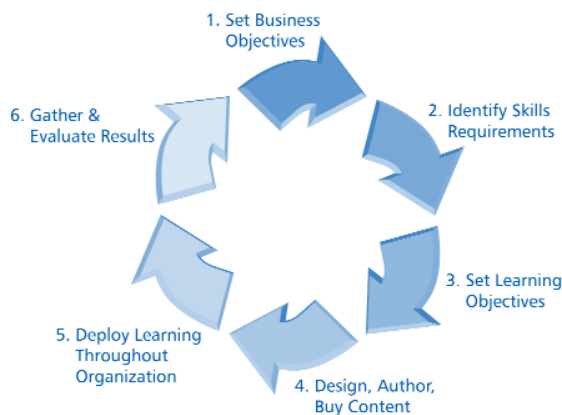 1. Set Business
Objectives
2. Identify Skills
Requirements
3. Set Learning
Objectives
4. Design, Author,
Buy Content
5. Deploy Learning
Throughout
Organization
6. Gather &
Evaluate Results